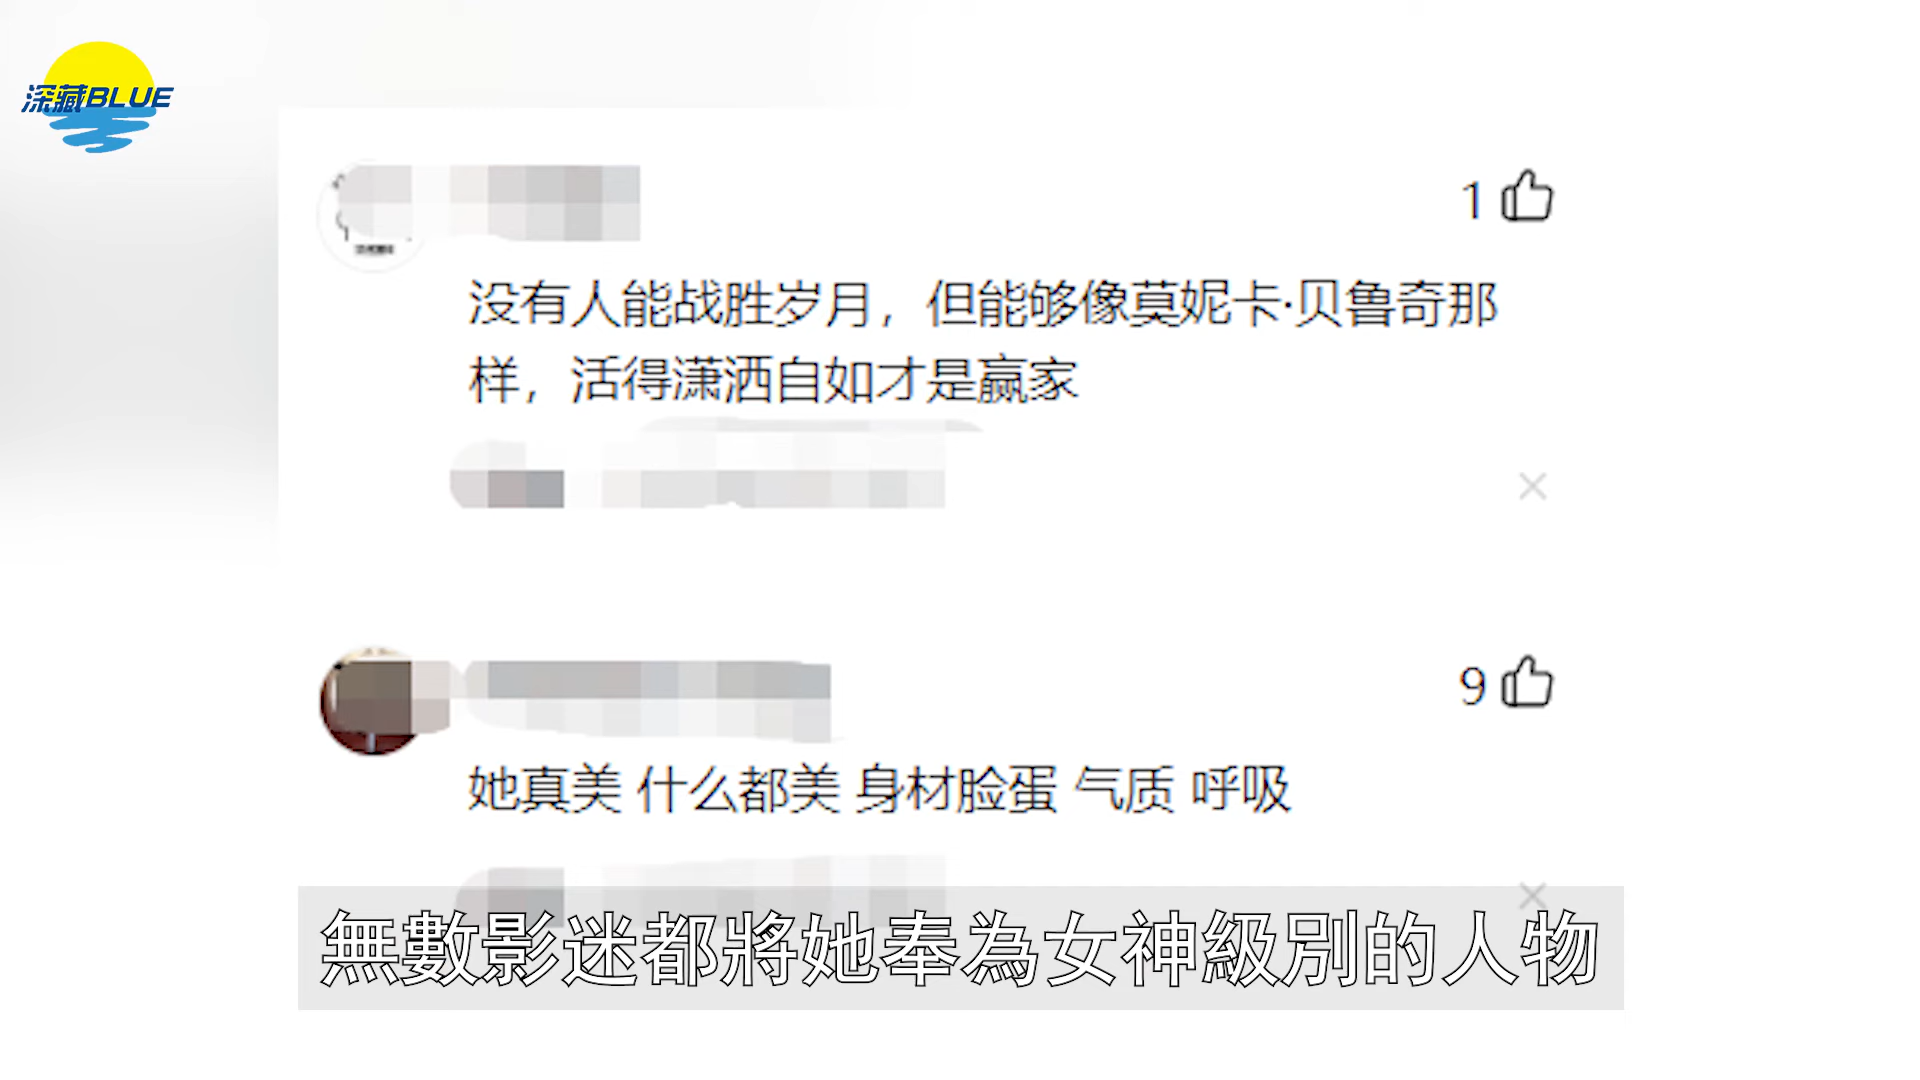 深藏BLUE
1
没有人能战胜岁月，但能够像莫妮卡·贝鲁奇那
样，活得潇洒自如才是赢家
9
她真美 什么都美 身材脸蛋 气质 呼吸
無數影迷都將她奉為女神級別的人物